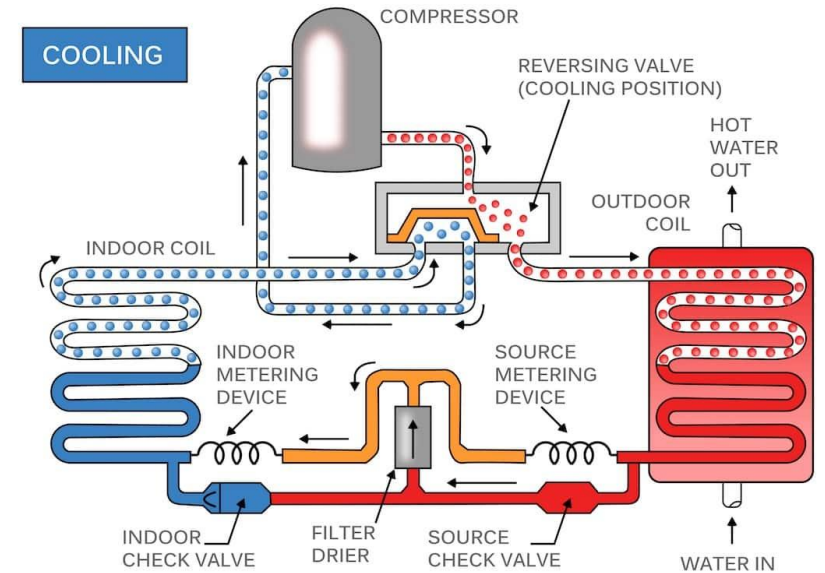 COMPRESSOR
COOLING
REVERSING VALVE
(COOLING POSITION)
HOT
WATER
OUT
OUTDOOR
COIL
INDOOR COIL
INDOOR
METERING
DEVICE
SOURCE
METERING
DEVICE
INDOOR
CHECK VALVE
FILTER
DRIER
SOURCE
CHECK VALVE
WATER IN